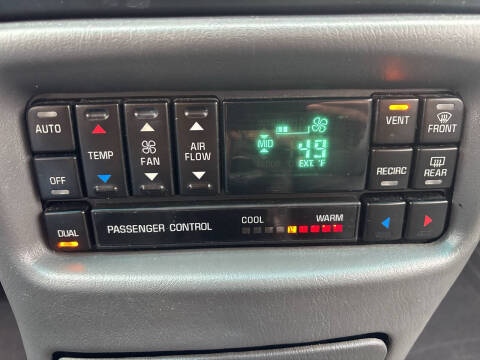 AUTO
OFF
TEMP
FAN
AIR
FLOW
MID
49
EXT. °F
VENT
FRONT
RECIRC
REAR
DUAL
PASSENGER CONTROL
COOL
WARM